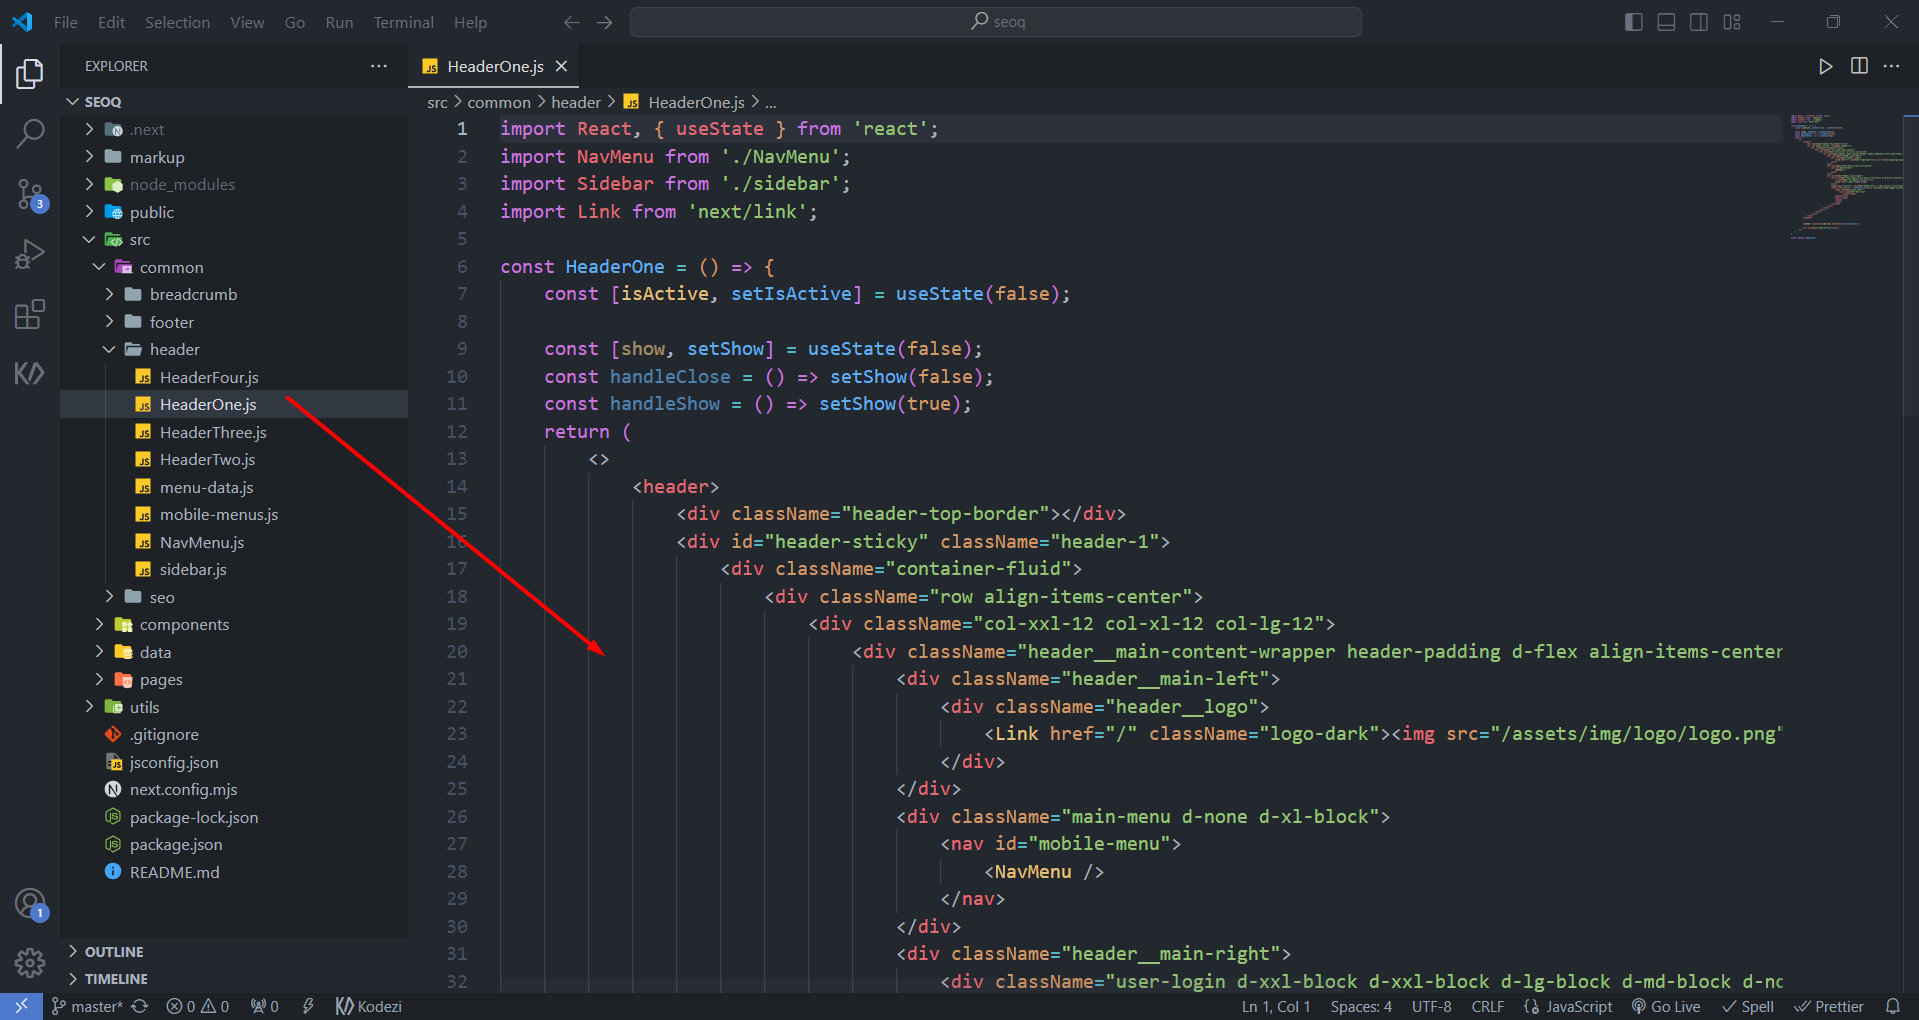 File Edit Selection View Go Run Terminal Help
seoq
EXPLORER
HeaderOne.js
SEOQ
.next
markup
node_modules
public
src
common
breadcrumb
footer
header
HeaderFour.js
HeaderOne.js
HeaderThree.js
HeaderTwo.js
menu-data.js
mobile-menus.js
NavMenu.js
sidebar.js
seo
components
data
pages
utils
.gitignore
jsconfig.json
next.config.mjs
package-lock.json
package.json
README.md
OUTLINE
TIMELINE
3
1
src > common > header > HeaderOne.js > ...
1 import React, { useState } from 'react';
2 import NavMenu from './NavMenu';
3 import Sidebar from './sidebar';
4 import Link from 'next/link';
5
6 const HeaderOne = () => {
7 const [isActive, setIsActive] = useState(false);
8
9 const [show, setShow] = useState(false);
10 const handleClose = () => setShow(false);
11 const handleShow = () => setShow(true);
12 return (
13 <>
14 <header>
15 <div className="header-top-border"></div>
16 <div id="header-sticky" className="header-1">
17 <div className="container-fluid">
18 <div className="row align-items-center">
19 <div className="col-xxl-12 col-xl-12 col-lg-12">
20 <div className="header__main-content-wrapper header-padding d-flex align-items-center
21 <div className="header__main-left">
22 <div className="header__logo">
23 <Link href="/" className="logo-dark"><img src="/assets/img/logo/logo.png"
24 </div>
25 </div>
26 <div className="main-menu d-none d-xl-block">
27 <nav id="mobile-menu">
28 <NavMenu />
29 </nav>
30 </div>
31 <div className="header__main-right">
32 <div className="user-login d-xxl-block d-xxl-block d-lg-block d-md-block d-nc
master* 0 0 0 Kodezi Ln 1, Col 1 Spaces: 4 UTF-8 CRLF JavaScript Go Live Spell Prettier